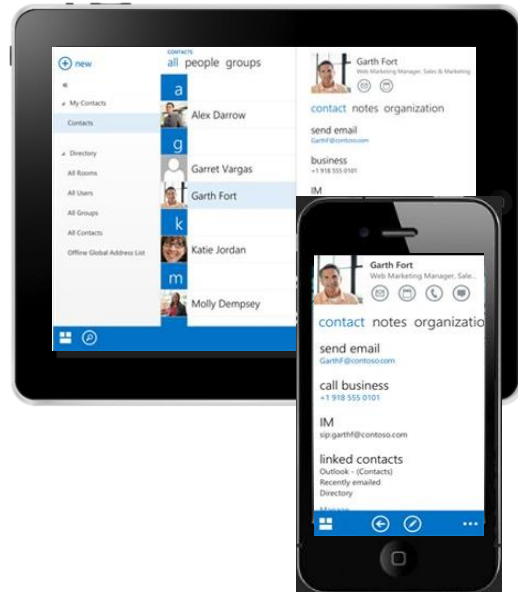 new
CONTACTS
all people groups
«
My Contacts
Contacts
Directory
All Rooms
All Users
All Groups
All Contacts
Offline Global Address List
a
Alex Darrow
g
Garret Vargas
Garth Fort
k
Katie Jordan
m
Molly Dempsey
Garth Fort
Web Marketing Manager, Sales & Marketing
contact notes organization
send email
GarthF@contoso.com
business
+1 918 555 0101
IM
Garth Fort
Web Marketing Manager, Sale...
contact notes organizatio
send email
GarthF@contoso.com
call business
+1 918 555 0101
IM
sip:garthf@contoso.com
linked contacts
Outlook - (Contacts)
Recently emailed
Directory